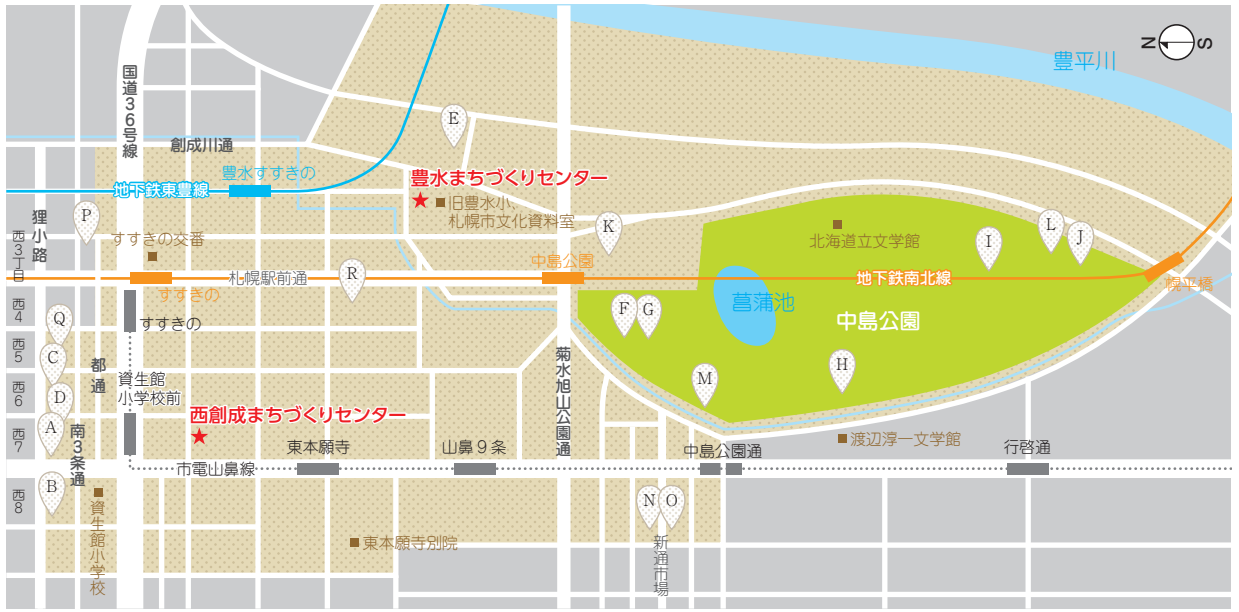 N
S
豊平川
国道36号線
創成川通
E
豊水すすきの
地下鉄東豊線
豊水まちづくりセンター
旧豊水小、
札幌市文化資料室
狸小路
P
K
L
J
I
西3丁目
すすきの交番
北海道立文学館
札幌駅前通
R
中島公園
地下鉄南北線
幌平橋
すすきの
西4
Q
すすきの
F
G
菖蒲池
中島公園
西5
C
都通
菊水旭山公園通
H
M
西6
D
資生館
小学校前
西創成まちづくりセンター
西7
A
南3条通
東本願寺
山鼻9条
中島公園通
渡辺淳一文学館
行啓通
市電山鼻線
西8
B
N
O
資生館小学校
東本願寺別院
新通市場